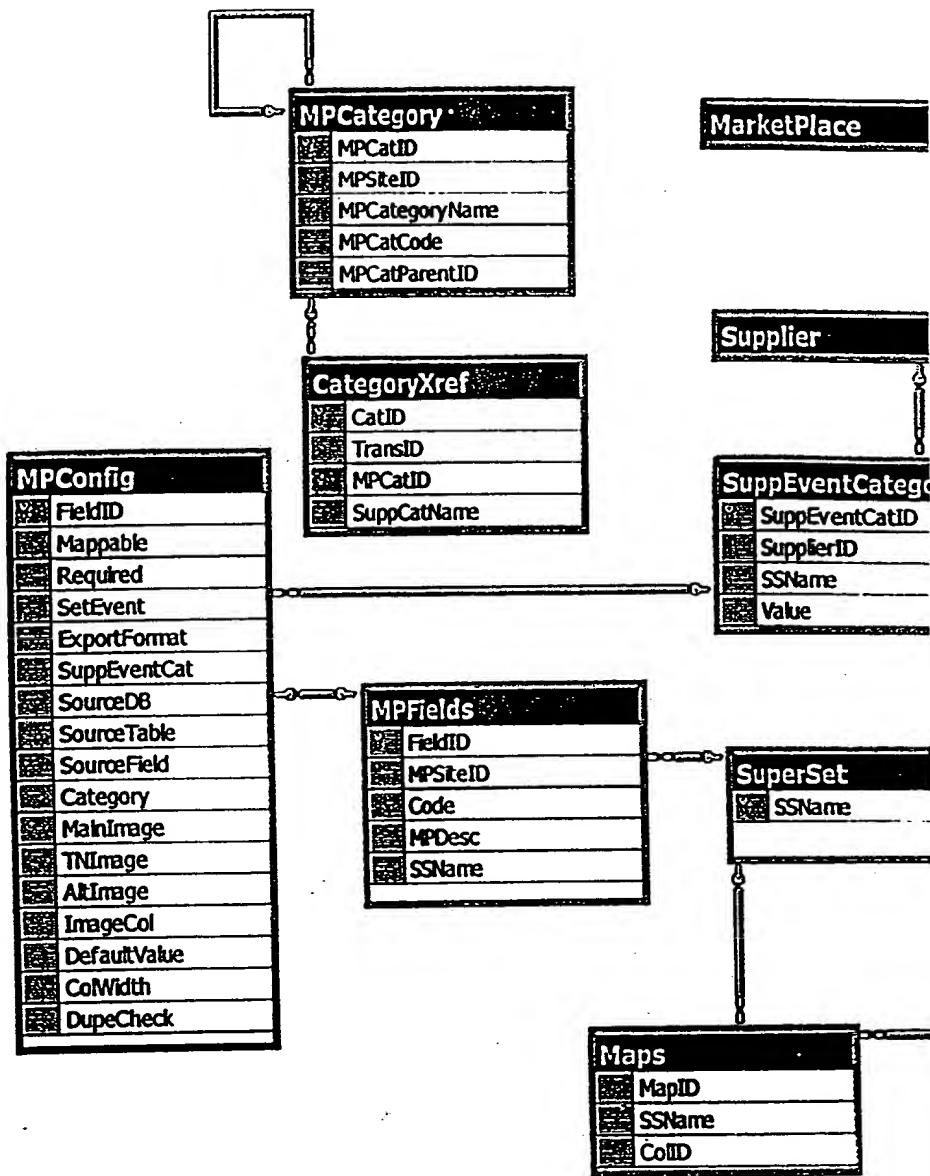 MPCategory
MPCatID
MPSiteID
MPCategoryName
MPCatCode
MPCatParentID
MarketPlace
Supplier
CategoryXref
CatID
TransID
MPCatID
SuppCatName
MPConfig
FieldID
Mappable
Required
SetEvent
ExportFormat
SuppEventCat
SourceDB
SourceTable
SourceField
Category
MainImage
TNImage
AltImage
ImageCol
DefaultValue
ColWidth
DupeCheck
SuppEventCatego
SuppEventCatID
SupplierID
SSName
Value
MPFields
FieldID
MPSiteID
Code
MPDesc
SSName
SuperSet
SSName
Maps
MapID
SSName
ColID